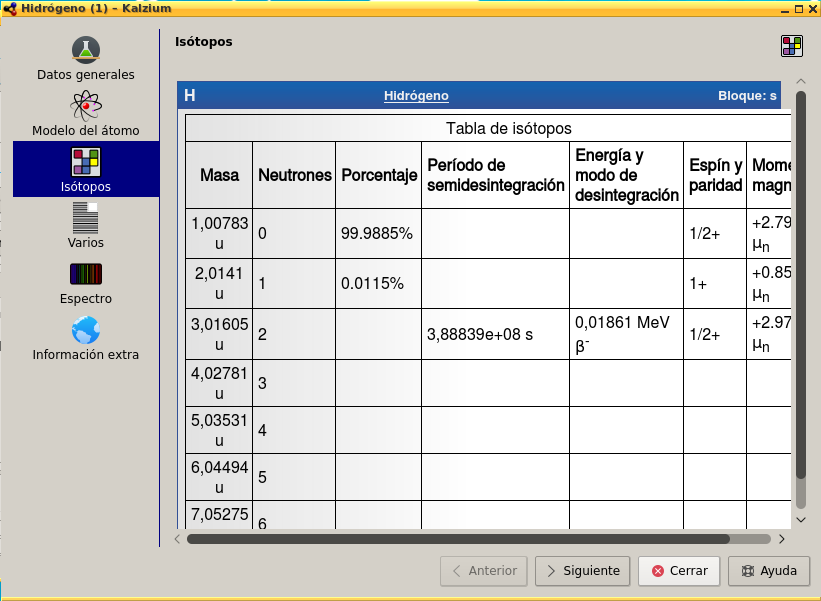 Hidrógeno (1) – Kalzium
Datos generales
Modelo del átomo
Isótopos
Varios
Espectro
Información extra
Isótopos
H Hidrógeno Bloque: s
Tabla de isótopos
Masa Neutrones Porcentaje Período de semidesintegración Energía y modo de desintegración Espín y paridad Mome magn
1,00783 u 0 99.9885% 1/2+ +2.79 μn
2,0141 u 1 0.0115% 1+ +0.85 μn
3,01605 u 2 3,88839e+08 s 0,01861 MeV β- 1/2+ +2.97 μn
4,02781 u 3
5,03531 u 4
6,04494 u 5
7,05275 6
Anterior Siguiente Cerrar Ayuda